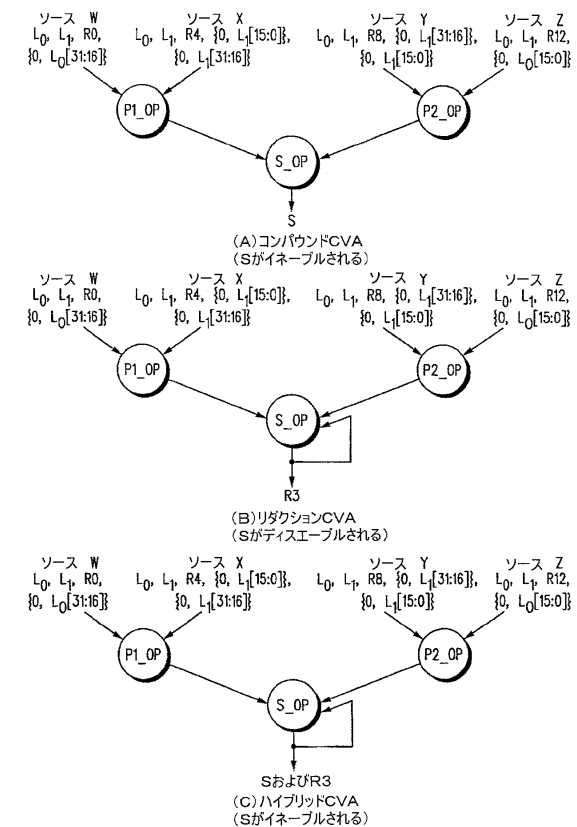 ソース W ソース X ソース Y ソース Z
L0, L1, R0, L0, L1, R4, {0, L1[15:0]}, L0, L1, R8, {0, L1[31:16]}, L0, L1, R12,
{0, L0[31:16]} {0, L1[31:16]} {0, L1[15:0]} {0, L0[15:0]}
P1_OP P2_OP
S_OP
S
(A)コンパウンドCVA
(Sがイネーブルされる)
ソース W ソース X ソース Y ソース Z
L0, L1, R0, L0, L1, R4, {0, L1[15:0]}, L0, L1, R8, {0, L1[31:16]}, L0, L1, R12,
{0, L0[31:16]} {0, L1[31:16]} {0, L1[15:0]} {0, L0[15:0]}
P1_OP P2_OP
S_OP
R3
(B)リダクションCVA
(Sがディスエーブルされる)
ソース W ソース X ソース Y ソース Z
L0, L1, R0, L0, L1, R4, {0, L1[15:0]}, L0, L1, R8, {0, L1[31:16]}, L0, L1, R12,
{0, L0[31:16]} {0, L1[31:16]} {0, L1[15:0]} {0, L0[15:0]}
P1_OP P2_OP
S_OP
SおよびR3
(C)ハイブリッドCVA
(Sがイネーブルされる)